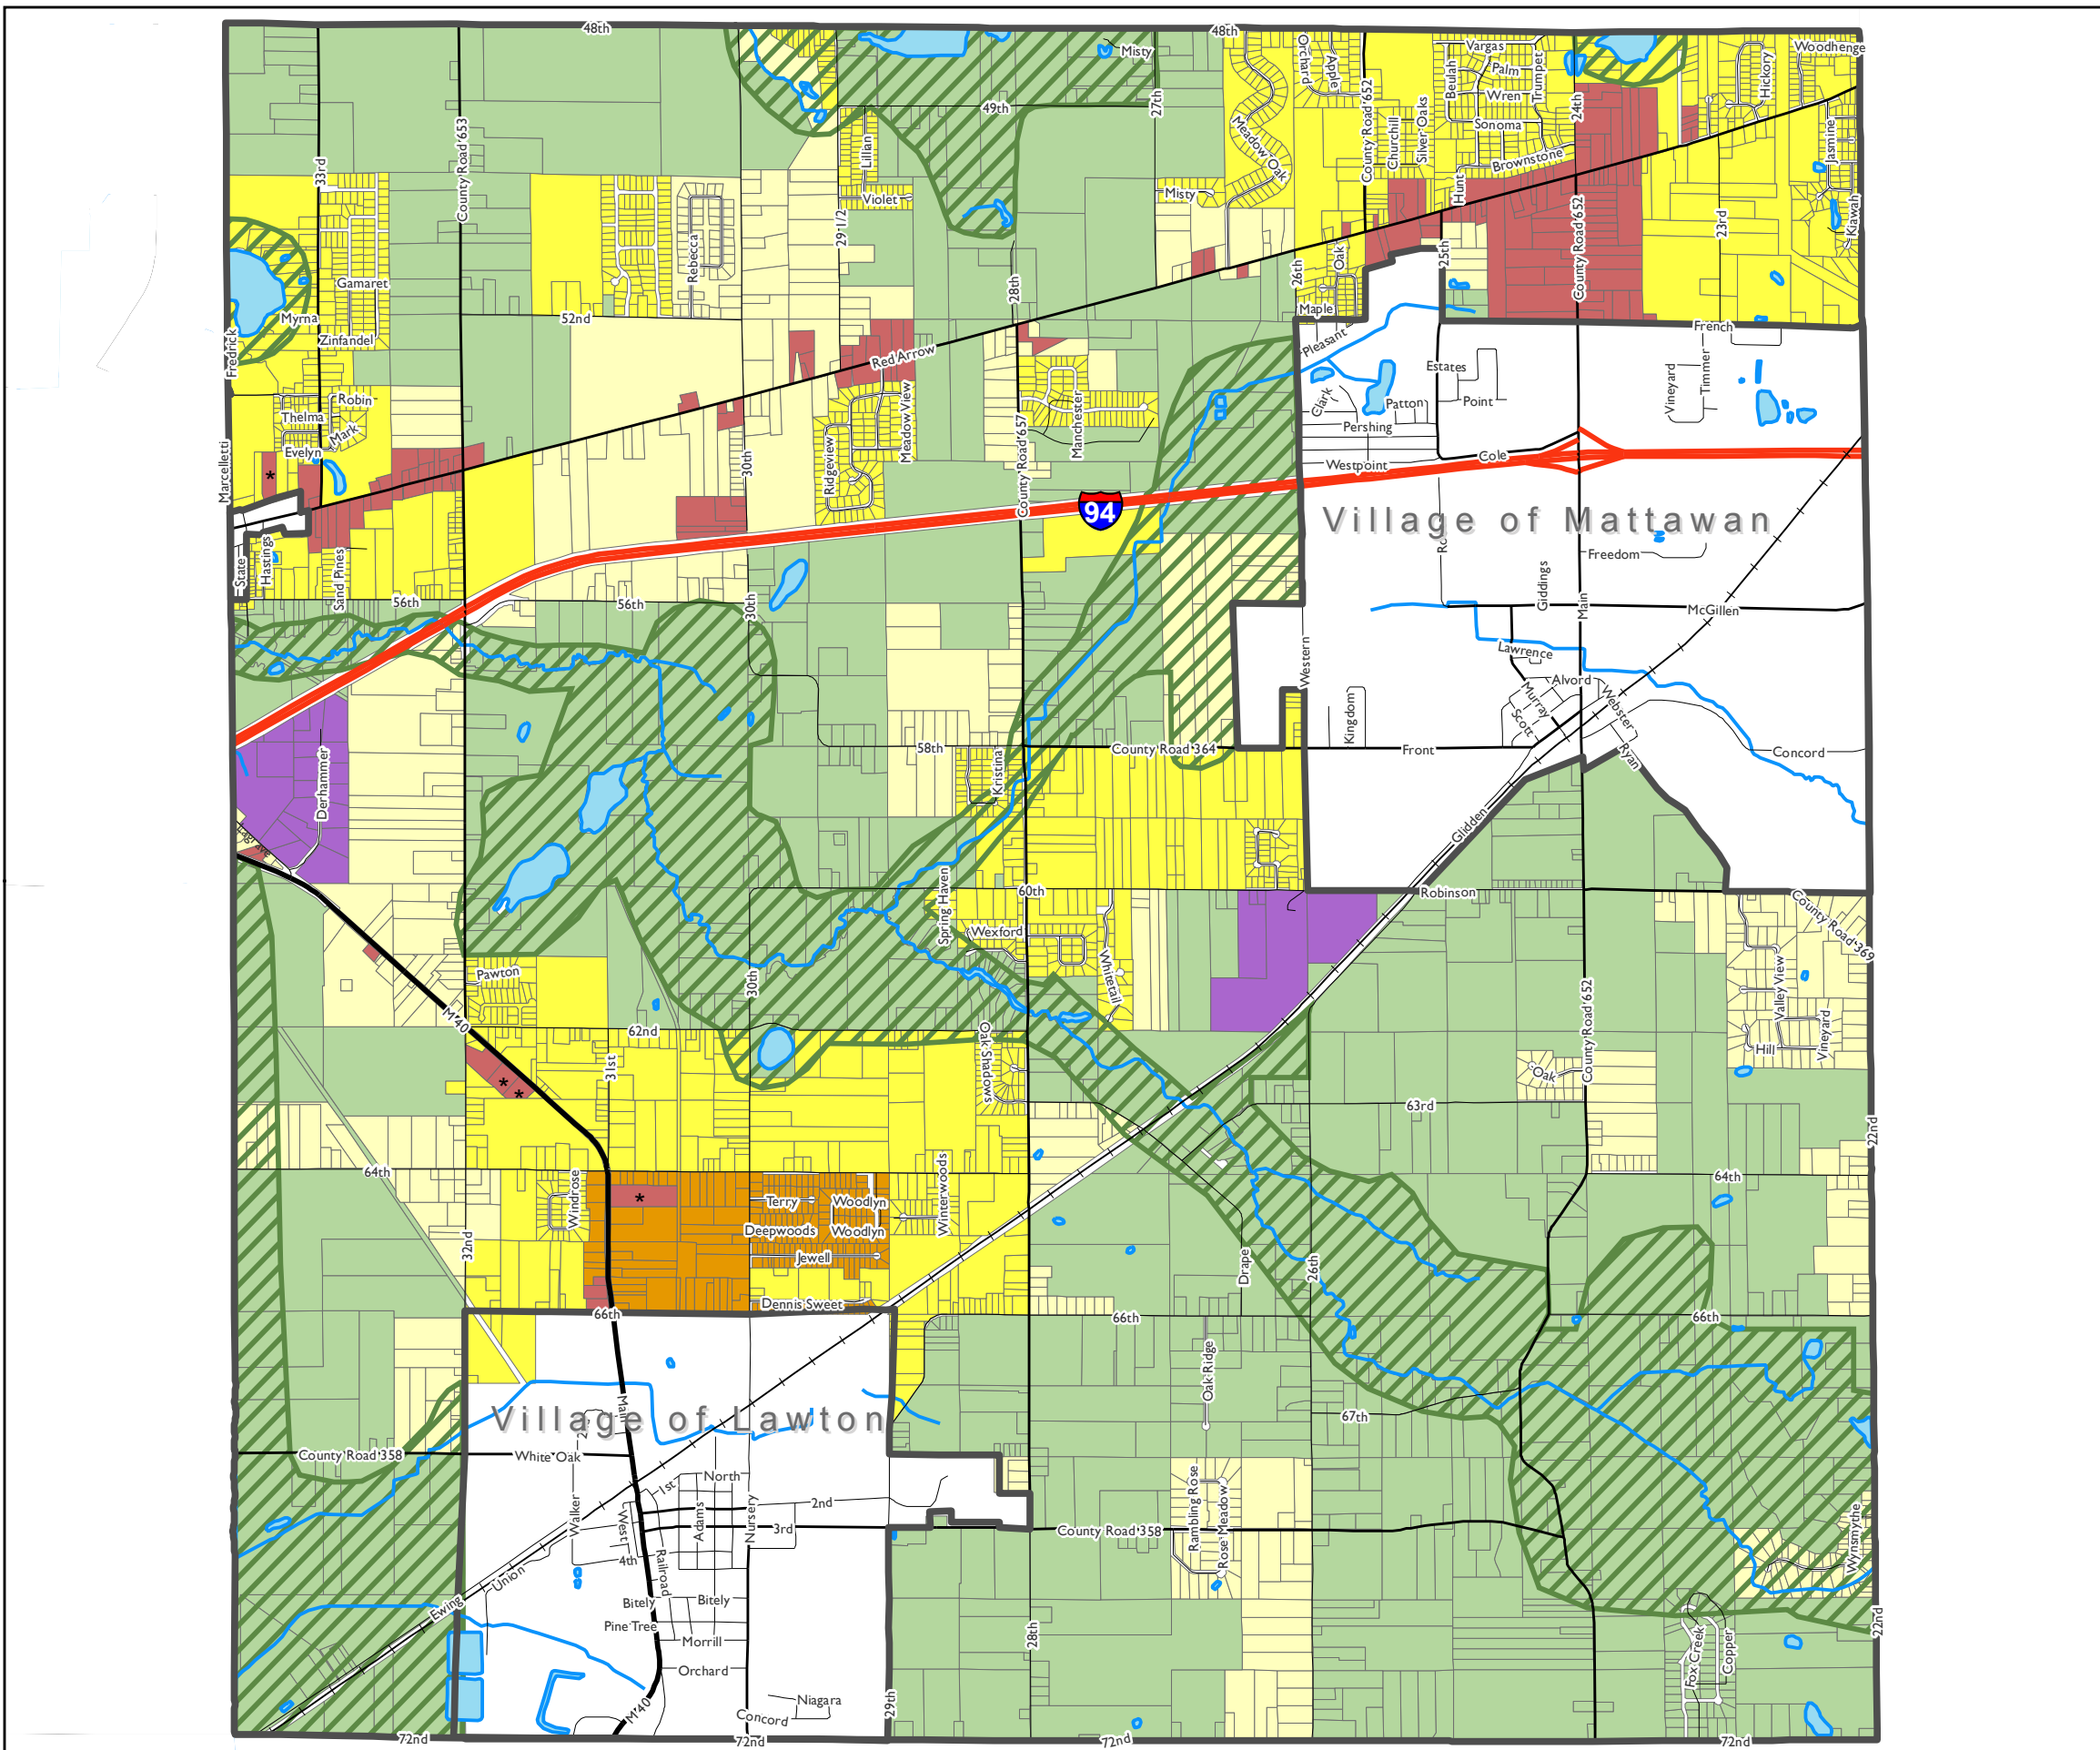 48th
48th
Misty
Orchard
Apple
County Road 652
Vargas
Beulah
Palm
Trumpet
Wren
Sonoma
Brownstone
24th
Hickory
Woodhenge
49th
27th
33rd
County Road 653
Lillian
Violet
29 1/2
Rebecca
Meadow Oak
Churchill
Silver Oaks
Hunt
Jasmine
Kiawah
23rd
Misty
28th
26th
Oak
Maple
25th
County Road 652
Gamaret
Myrna
Zinfandel
Fredrick
52nd
Red Arrow
Pleasant
French
Estates
Point
Vineyard
Timmer
Robin
Thelma
Mark
Evelyn
Marcelletti
*
Meadow View
Ridgeview
30th
County Road 657
Manchester
Clark
Patton
Pershing
Westpoint
Cole
94
Village of Mattawan
Freedom
State
Hastings
Sand Pines
56th
56th
30th
Giddings
Main
McGillen
Western
Lawrence
Alvord
Murray
Scott
Webster
Ryan
Kingdom
Front
Concord
58th
County Road 364
Kristina
Derhammer
Glidden
60th
Robinson
Spring Haven
Wexford
Whitetail
County Road 369
Valley View
Vineyard
Hill
Pawton
M 40
62nd
30th
31st
Oak Shadows
County Road 652
Oak
* *
63rd
22nd
64th
64th
Windrose
*
Terry
Woodlyn
Deepwoods
Woodlyn
Jewell
Winterwoods
32nd
Drape
26th
Dennis Sweet
66th
66th
66th
Oak Ridge
Village of Lawton
Main
67th
County Road 358
White Oak
North
1st
2nd
3rd
4th
Walker
West
Adams
Nursery
Railroad
County Road 358
Rambling Rose
Rose Meadow
Wynsmythe
Union
Ewing
Bitely
Bitely
Pine Tree
Morrill
Orchard
28th
22nd
Fox Creek
Copper
Niagara
Concord
M 40
29th
72nd
72nd
72nd
72nd